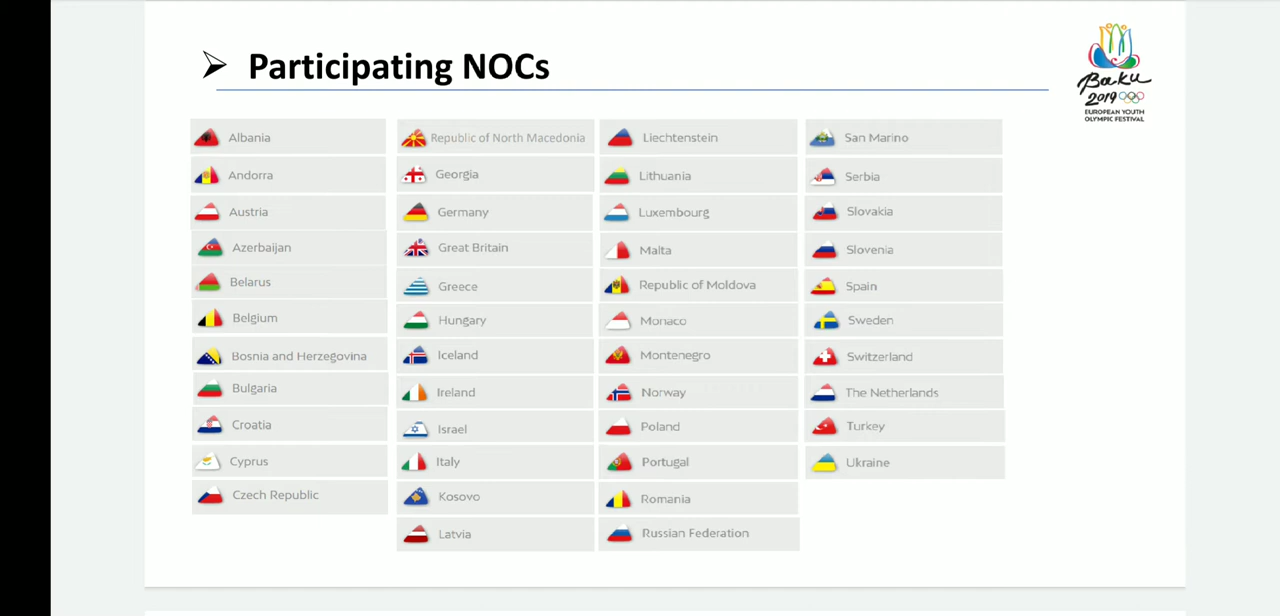 Participating NOCs
Baku
2019
EUROPEAN YOUTH
OLYMPIC FESTIVAL
Albania
Andorra
Austria
Azerbaijan
Belarus
Belgium
Bosnia and Herzegovina
Bulgaria
Croatia
Cyprus
Czech Republic
Republic of North Macedonia
Georgia
Germany
Great Britain
Greece
Hungary
Iceland
Ireland
Israel
Italy
Kosovo
Latvia
Liechtenstein
Lithuania
Luxembourg
Malta
Republic of Moldova
Monaco
Montenegro
Norway
Poland
Portugal
Romania
Russian Federation
San Marino
Serbia
Slovakia
Slovenia
Spain
Sweden
Switzerland
The Netherlands
Turkey
Ukraine